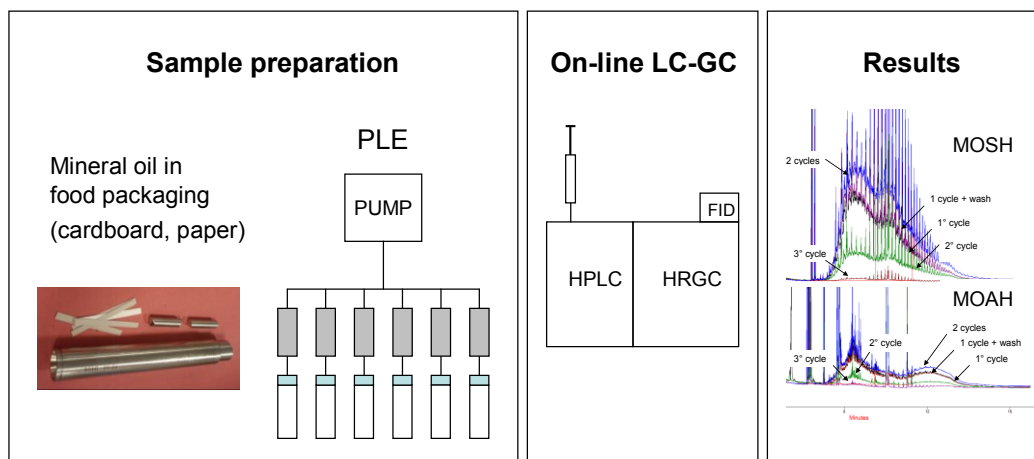 Sample preparation
Mineral oil in
food packaging
(cardboard, paper)
PLE
PUMP
On-line LC-GC
FID
HPLC
HRGC
Results
MOSH
2 cycles
1 cycle + wash
1° cycle
2° cycle
3° cycle
MOAH
2 cycles
1 cycle + wash
1° cycle
2° cycle
3° cycle
Minutes